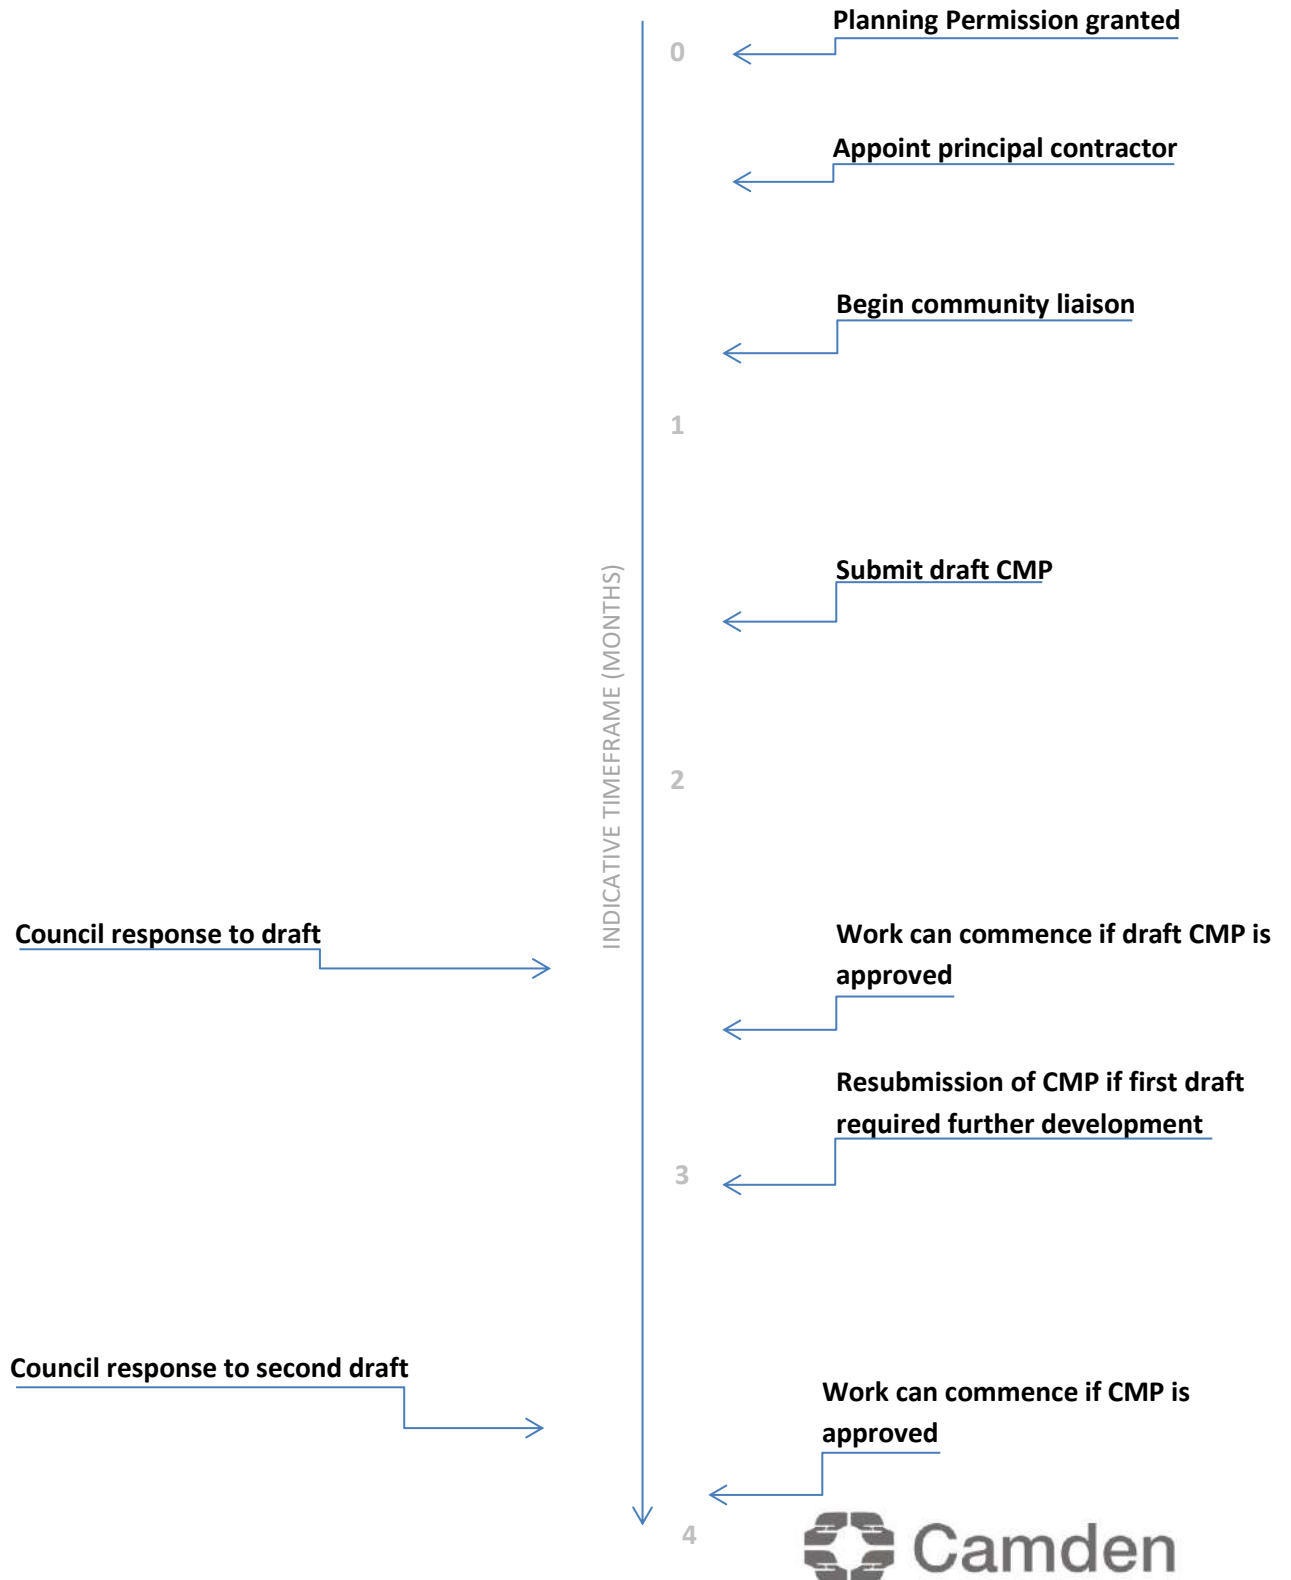 Planning Permission granted
0
Appoint principal contractor
Begin community liaison
1
Submit draft CMP
INDICATIVE TIMEFRAME (MONTHS)
2
Council response to draft
Work can commence if draft CMP is
approved
Resubmission of CMP if first draft
required further development
3
Council response to second draft
Work can commence if CMP is
approved
4
Camden